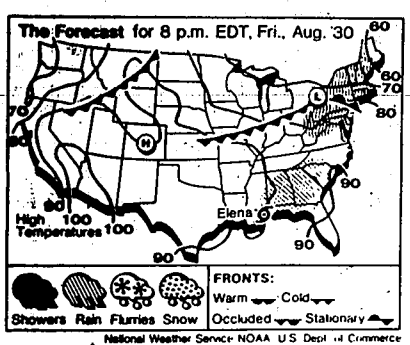 The Forecast for 8 p.m. EDT, Fri., Aug. 30
60
60
70
80
70
80
H
L
90
90
100
100
High
Temperatures
Elena
90
90
Showers Rain Flurries Snow
FRONTS:
Warm Cold
Occluded Stationary
National Weather Service NOAA U.S. Dept. of Commerce